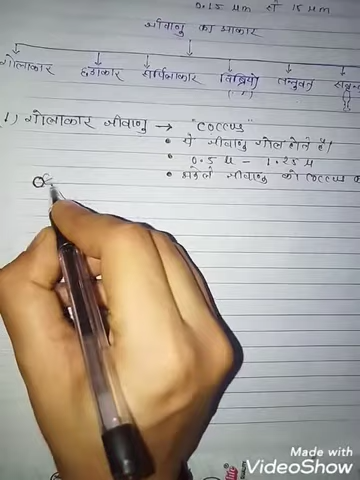 0.15 μm से 15 μm
जीवाणु का आकार
गोलाकार छड़ाकार सर्पिलाकार विब्रियो तन्तुवत
1) गोलाकार जीवाणु → "coccus"
• ये जीवाणु गोल होते हैं।
• 0.5 μ - 1.25 μ
• अकेले जीवाणु को coccus
Made with
VideoShow